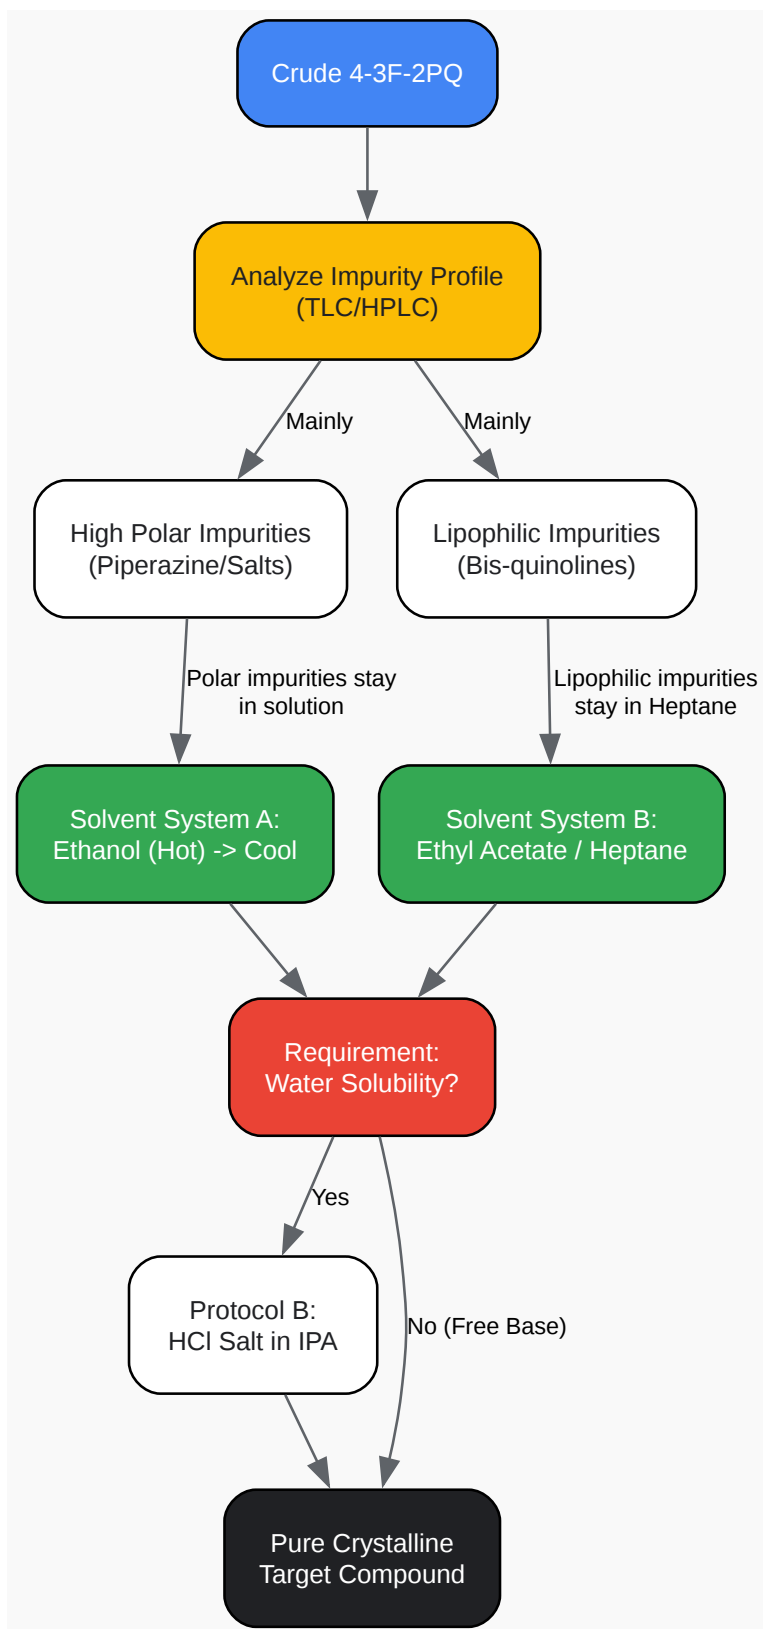 Crude 4-3F-2PQ
Analyze Impurity Profile
(TLC/HPLC)
Mainly
Mainly
High Polar Impurities
(Piperazine/Salts)
Lipophilic Impurities
(Bis-quinolines)
Polar impurities stay
in solution
Lipophilic impurities
stay in Heptane
Solvent System A:
Ethanol (Hot) -> Cool
Solvent System B:
Ethyl Acetate / Heptane
Requirement:
Water Solubility?
Yes
Protocol B:
HCl Salt in IPA
No (Free Base)
Pure Crystalline
Target Compound